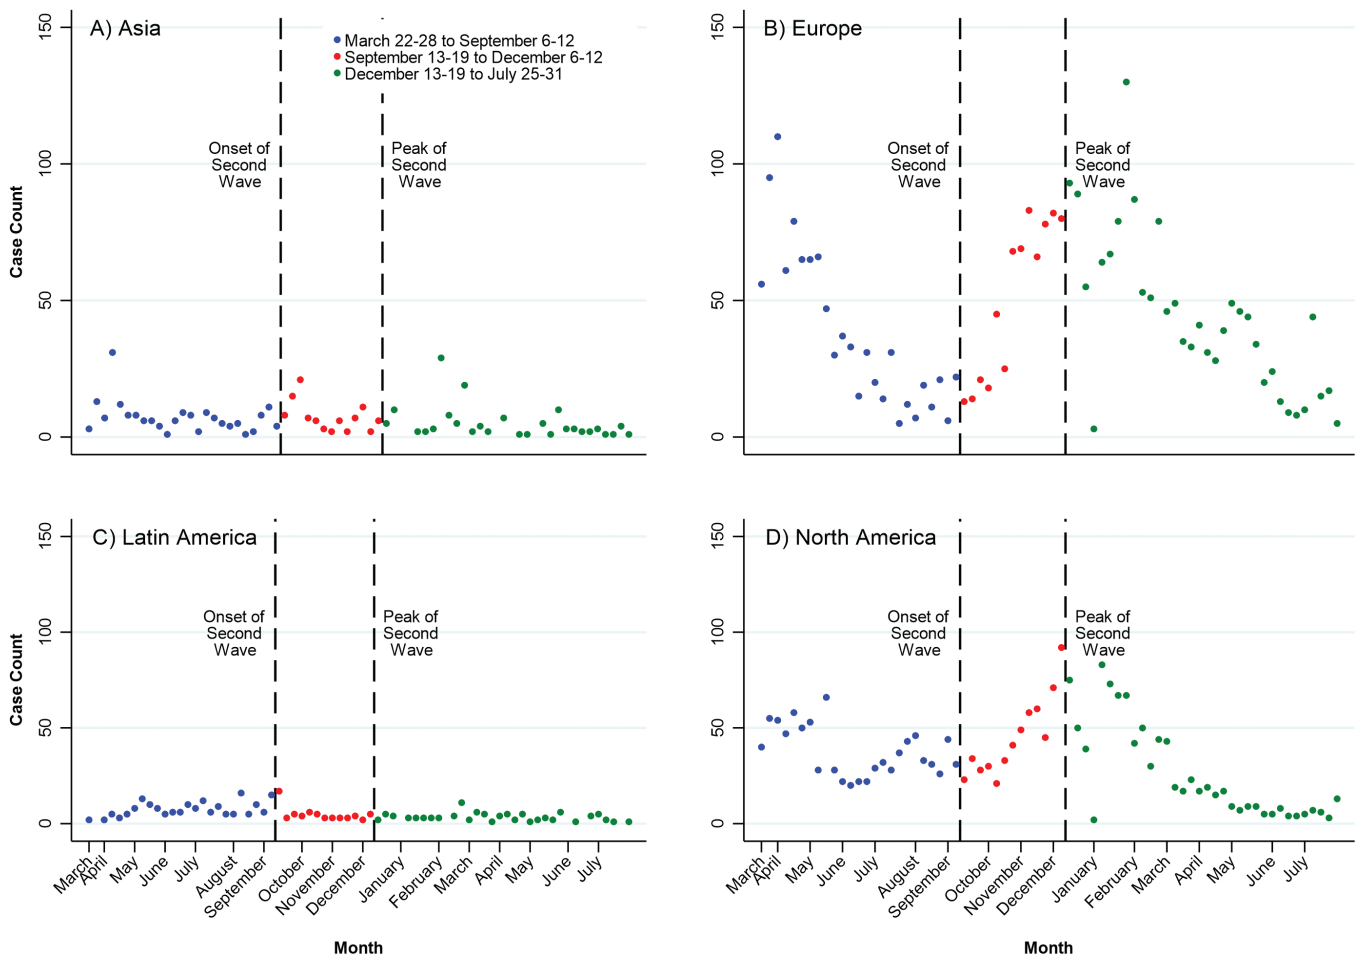 A) Asia
March 22-28 to September 6-12
September 13-19 to December 6-12
December 13-19 to July 25-31
Onset of
Second
Wave
Peak of
Second
Wave
150
100
50
0
Case Count
B) Europe
Onset of
Second
Wave
Peak of
Second
Wave
150
100
50
0
C) Latin America
Onset of
Second
Wave
Peak of
Second
Wave
150
100
50
0
Case Count
March
April
May
June
July
August
September
October
November
December
January
February
March
April
May
June
July
Month
D) North America
Onset of
Second
Wave
Peak of
Second
Wave
150
100
50
0
March
April
May
June
July
August
September
October
November
December
January
February
March
April
May
June
July
Month